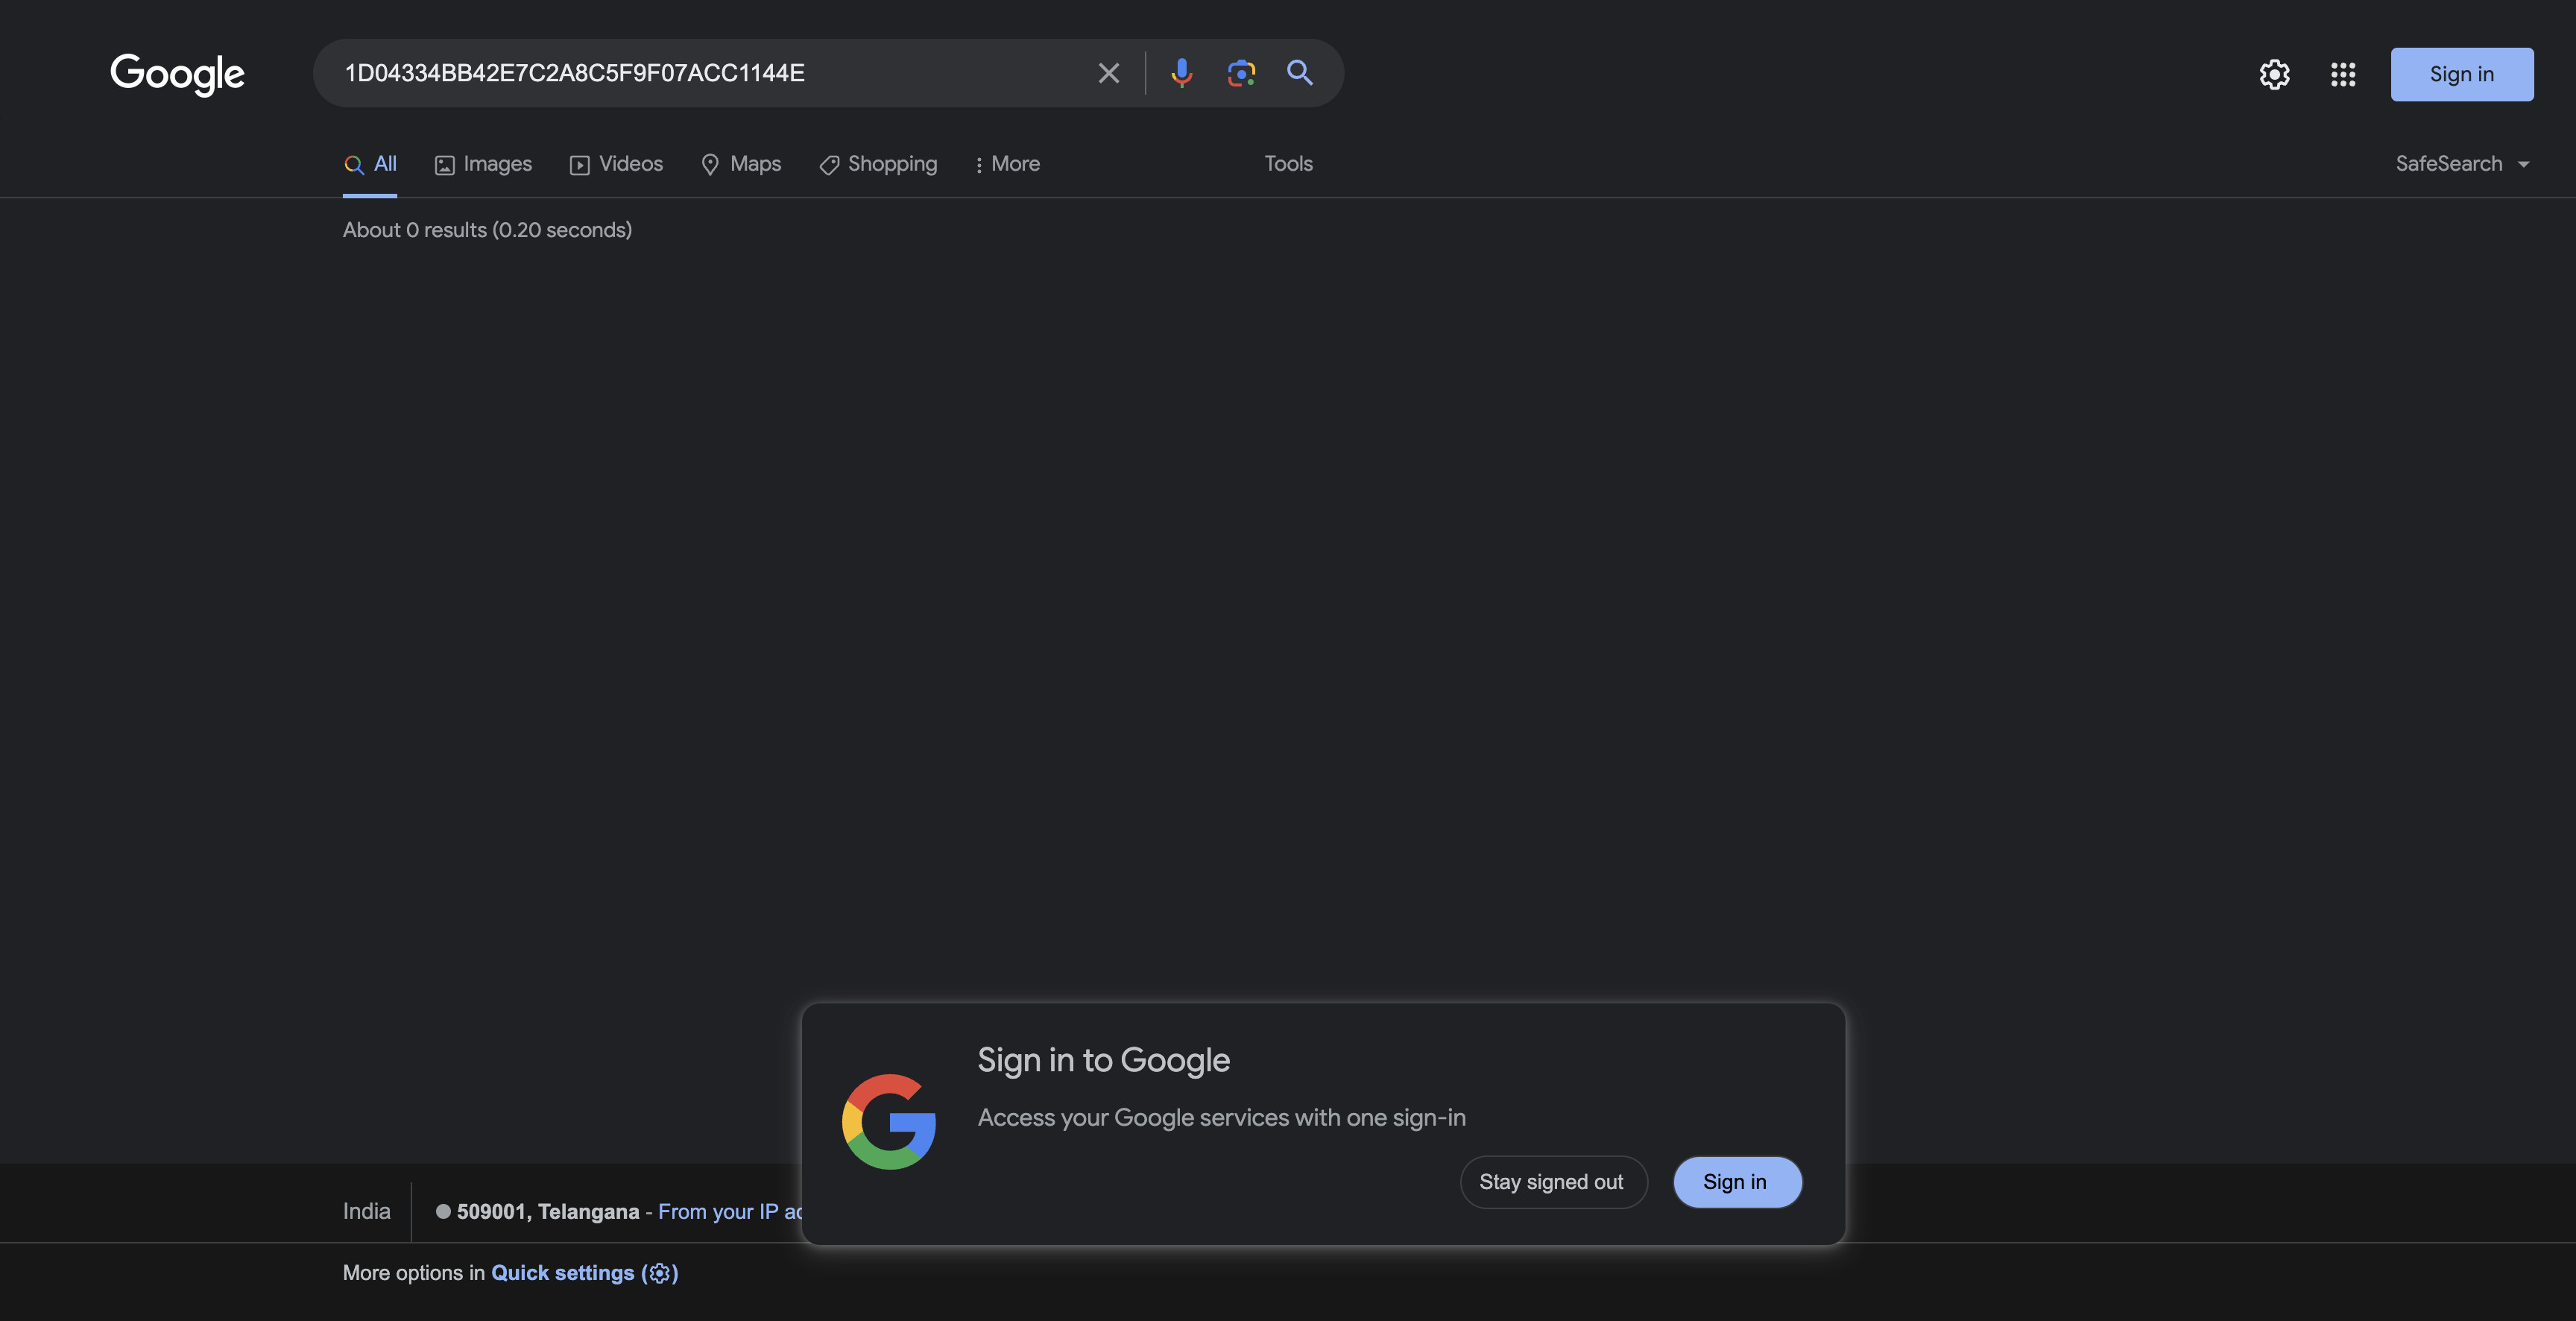 Google
1D04334BB42E7C2A8C5F9F07ACC1144E
Sign in
All
Images
Videos
Maps
Shopping
More
Tools
SafeSearch
About 0 results (0.20 seconds)
Sign in to Google
Access your Google services with one sign-in
Stay signed out
Sign in
India
509001, Telangana - From your IP
More options in Quick settings ( )